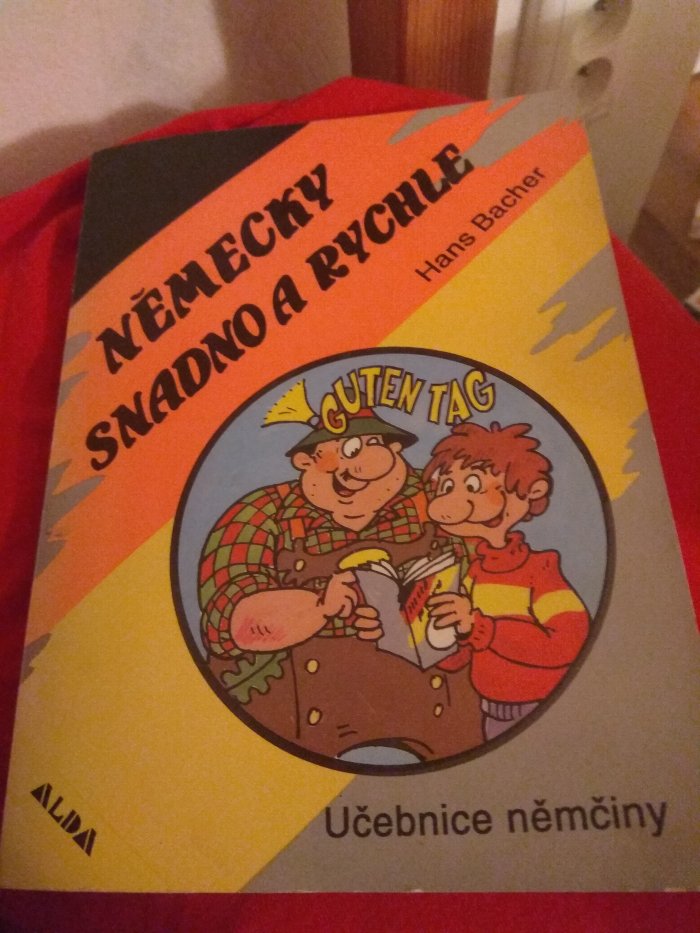 NĚMECKY
SNADNO A RYCHLE
Hans Bacher
GUTEN TAG
ALDA
Učebnice němčiny